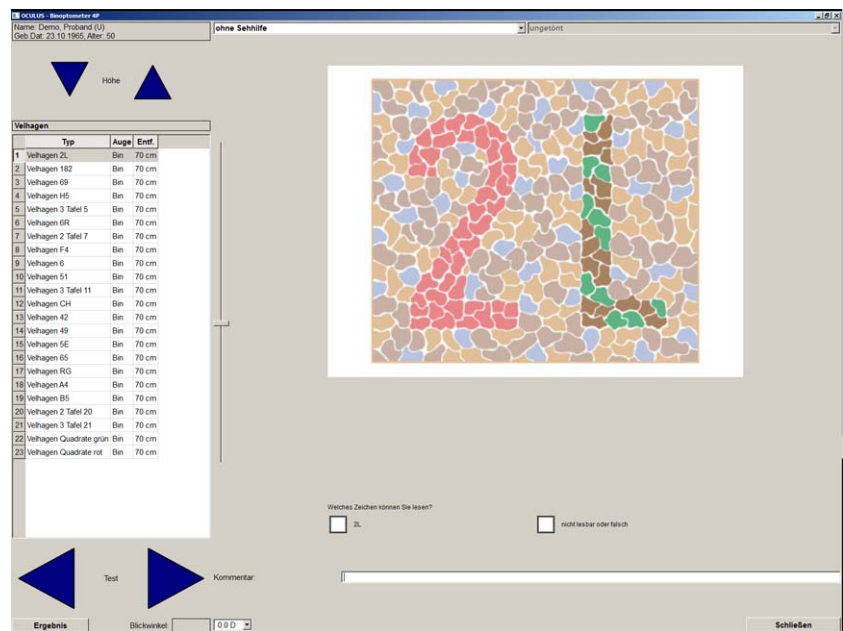 OCULUS - Binoptometer 4P
Name: Demo, Proband (U)
Geb.Dat: 23.10.1965, Alter: 50
ohne Sehhilfe
ungetönt
Höhe
Velhagen
Typ Auge Entf.
1 Velhagen 2L Bin 70 cm
2 Velhagen 182 Bin 70 cm
3 Velhagen 69 Bin 70 cm
4 Velhagen H5 Bin 70 cm
5 Velhagen 3 Tafel 5 Bin 70 cm
6 Velhagen 6R Bin 70 cm
7 Velhagen 2 Tafel 7 Bin 70 cm
8 Velhagen F4 Bin 70 cm
9 Velhagen 6 Bin 70 cm
10 Velhagen 51 Bin 70 cm
11 Velhagen 3 Tafel 11 Bin 70 cm
12 Velhagen CH Bin 70 cm
13 Velhagen 42 Bin 70 cm
14 Velhagen 49 Bin 70 cm
15 Velhagen 5E Bin 70 cm
16 Velhagen 65 Bin 70 cm
17 Velhagen RG Bin 70 cm
18 Velhagen A4 Bin 70 cm
19 Velhagen B5 Bin 70 cm
20 Velhagen 2 Tafel 20 Bin 70 cm
21 Velhagen 3 Tafel 21 Bin 70 cm
22 Velhagen Quadrate grün Bin 70 cm
23 Velhagen Quadrate rot Bin 70 cm
2L
Welches Zeichen können Sie lesen?
2L
nicht lesbar oder falsch
Test
Kommentar:
Ergebnis
Blickwinkel:
0.0 D
Schließen